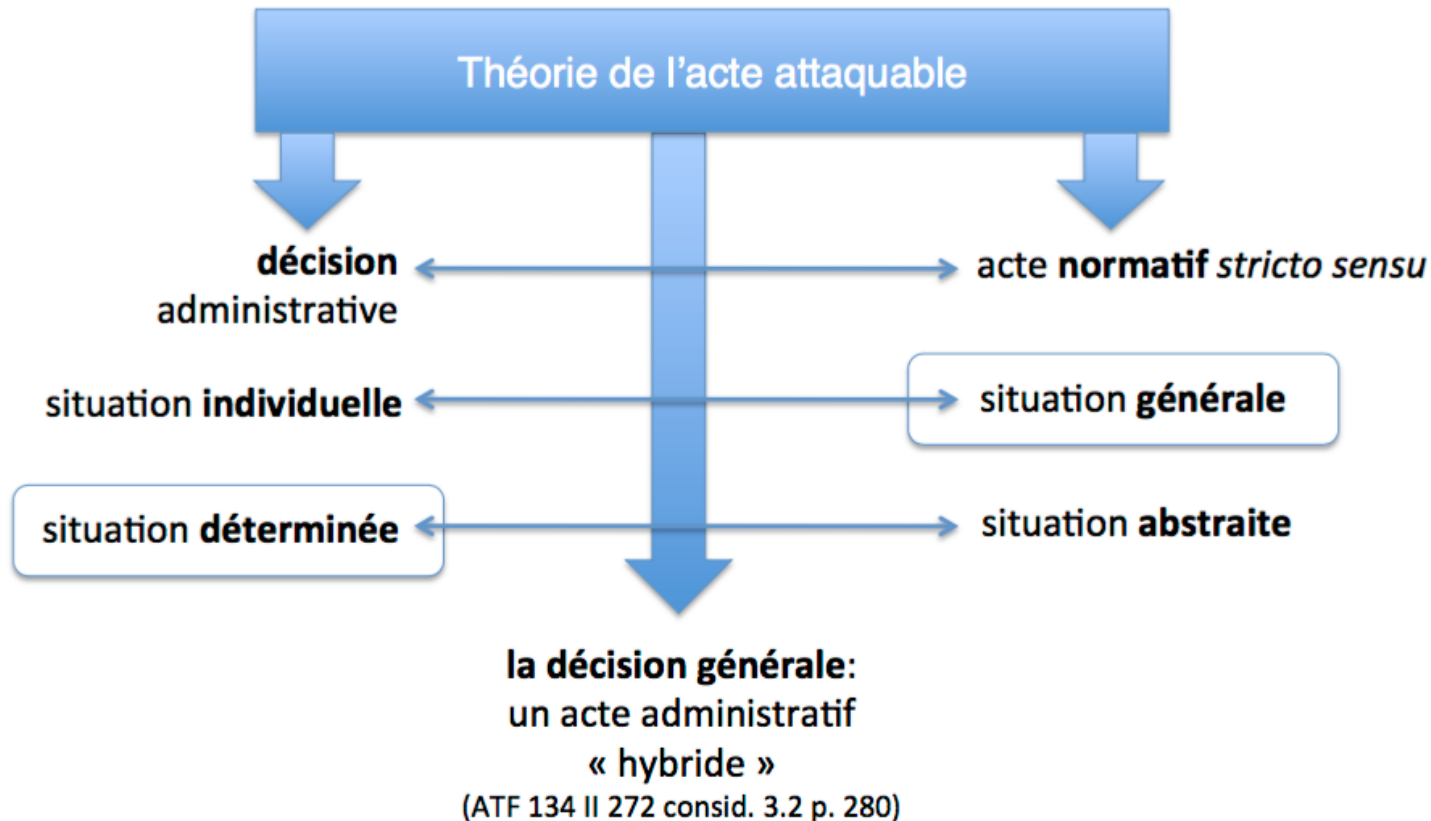 Théorie de l'acte attaquable
décision
administrative
acte normatif stricto sensu
situation individuelle
situation générale
situation déterminée
situation abstraite
la décision générale:
un acte administratif
« hybride »
(ATF 134 II 272 consid. 3.2 p. 280)